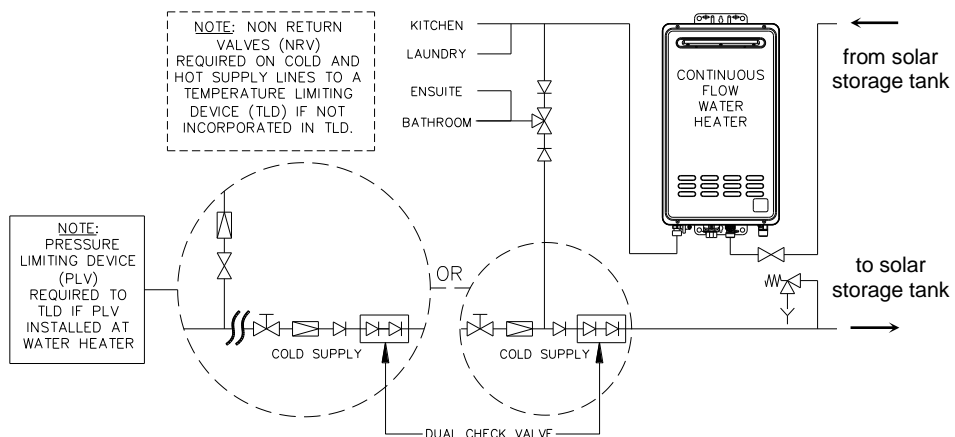 NOTE: NON RETURN
VALVES (NRV)
REQUIRED ON COLD AND
HOT SUPPLY LINES TO A
TEMPERATURE LIMITING
DEVICE (TLD) IF NOT
INCORPORATED IN TLD.
KITCHEN
LAUNDRY
ENSUITE
BATHROOM
CONTINUOUS
FLOW
WATER
HEATER
from solar
storage tank
NOTE:
PRESSURE
LIMITING DEVICE
(PLV)
REQUIRED TO
TLD IF PLV
INSTALLED AT
WATER HEATER
OR
to solar
storage tank
COLD SUPPLY
COLD SUPPLY
DUAL CHECK VALVE